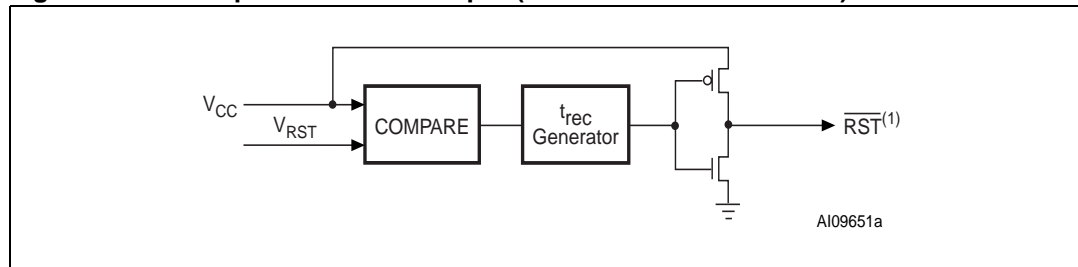 V_CC
V_RST
COMPARE
t_rec
Generator
RST(1)
AI09651a